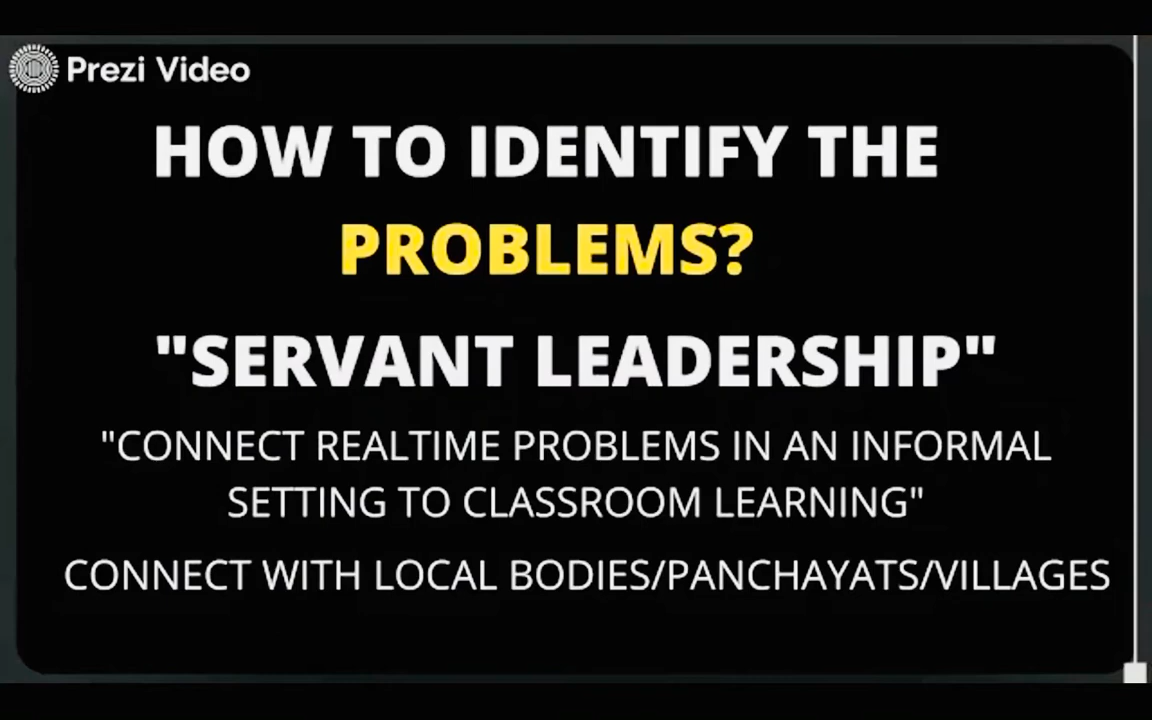 Prezi Video
HOW TO IDENTIFY THE
PROBLEMS?
"SERVANT LEADERSHIP"
"CONNECT REALTIME PROBLEMS IN AN INFORMAL
SETTING TO CLASSROOM LEARNING"
CONNECT WITH LOCAL BODIES/PANCHAYATS/VILLAGES